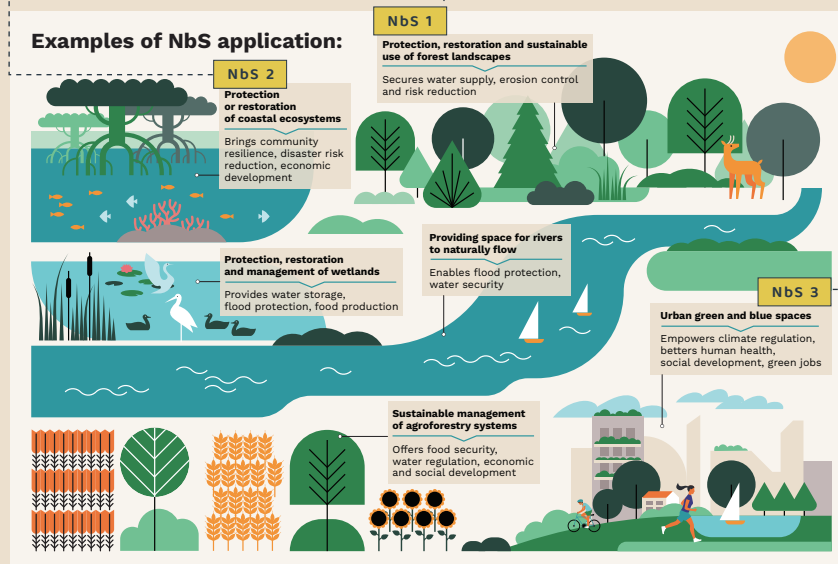 Examples of NbS application:
NbS 1
Protection, restoration and sustainable
use of forest landscapes
Secures water supply, erosion control
and risk reduction
NbS 2
Protection
or restoration
of coastal ecosystems
Brings community
resilience, disaster risk
reduction, economic
development
Providing space for rivers
to naturally flow
Enables flood protection,
water security
Protection, restoration
and management of wetlands
Provides water storage,
flood protection, food production
NbS 3
Urban green and blue spaces
Empowers climate regulation,
betters human health,
social development, green jobs
Sustainable management
of agroforestry systems
Offers food security,
water regulation, economic
and social development